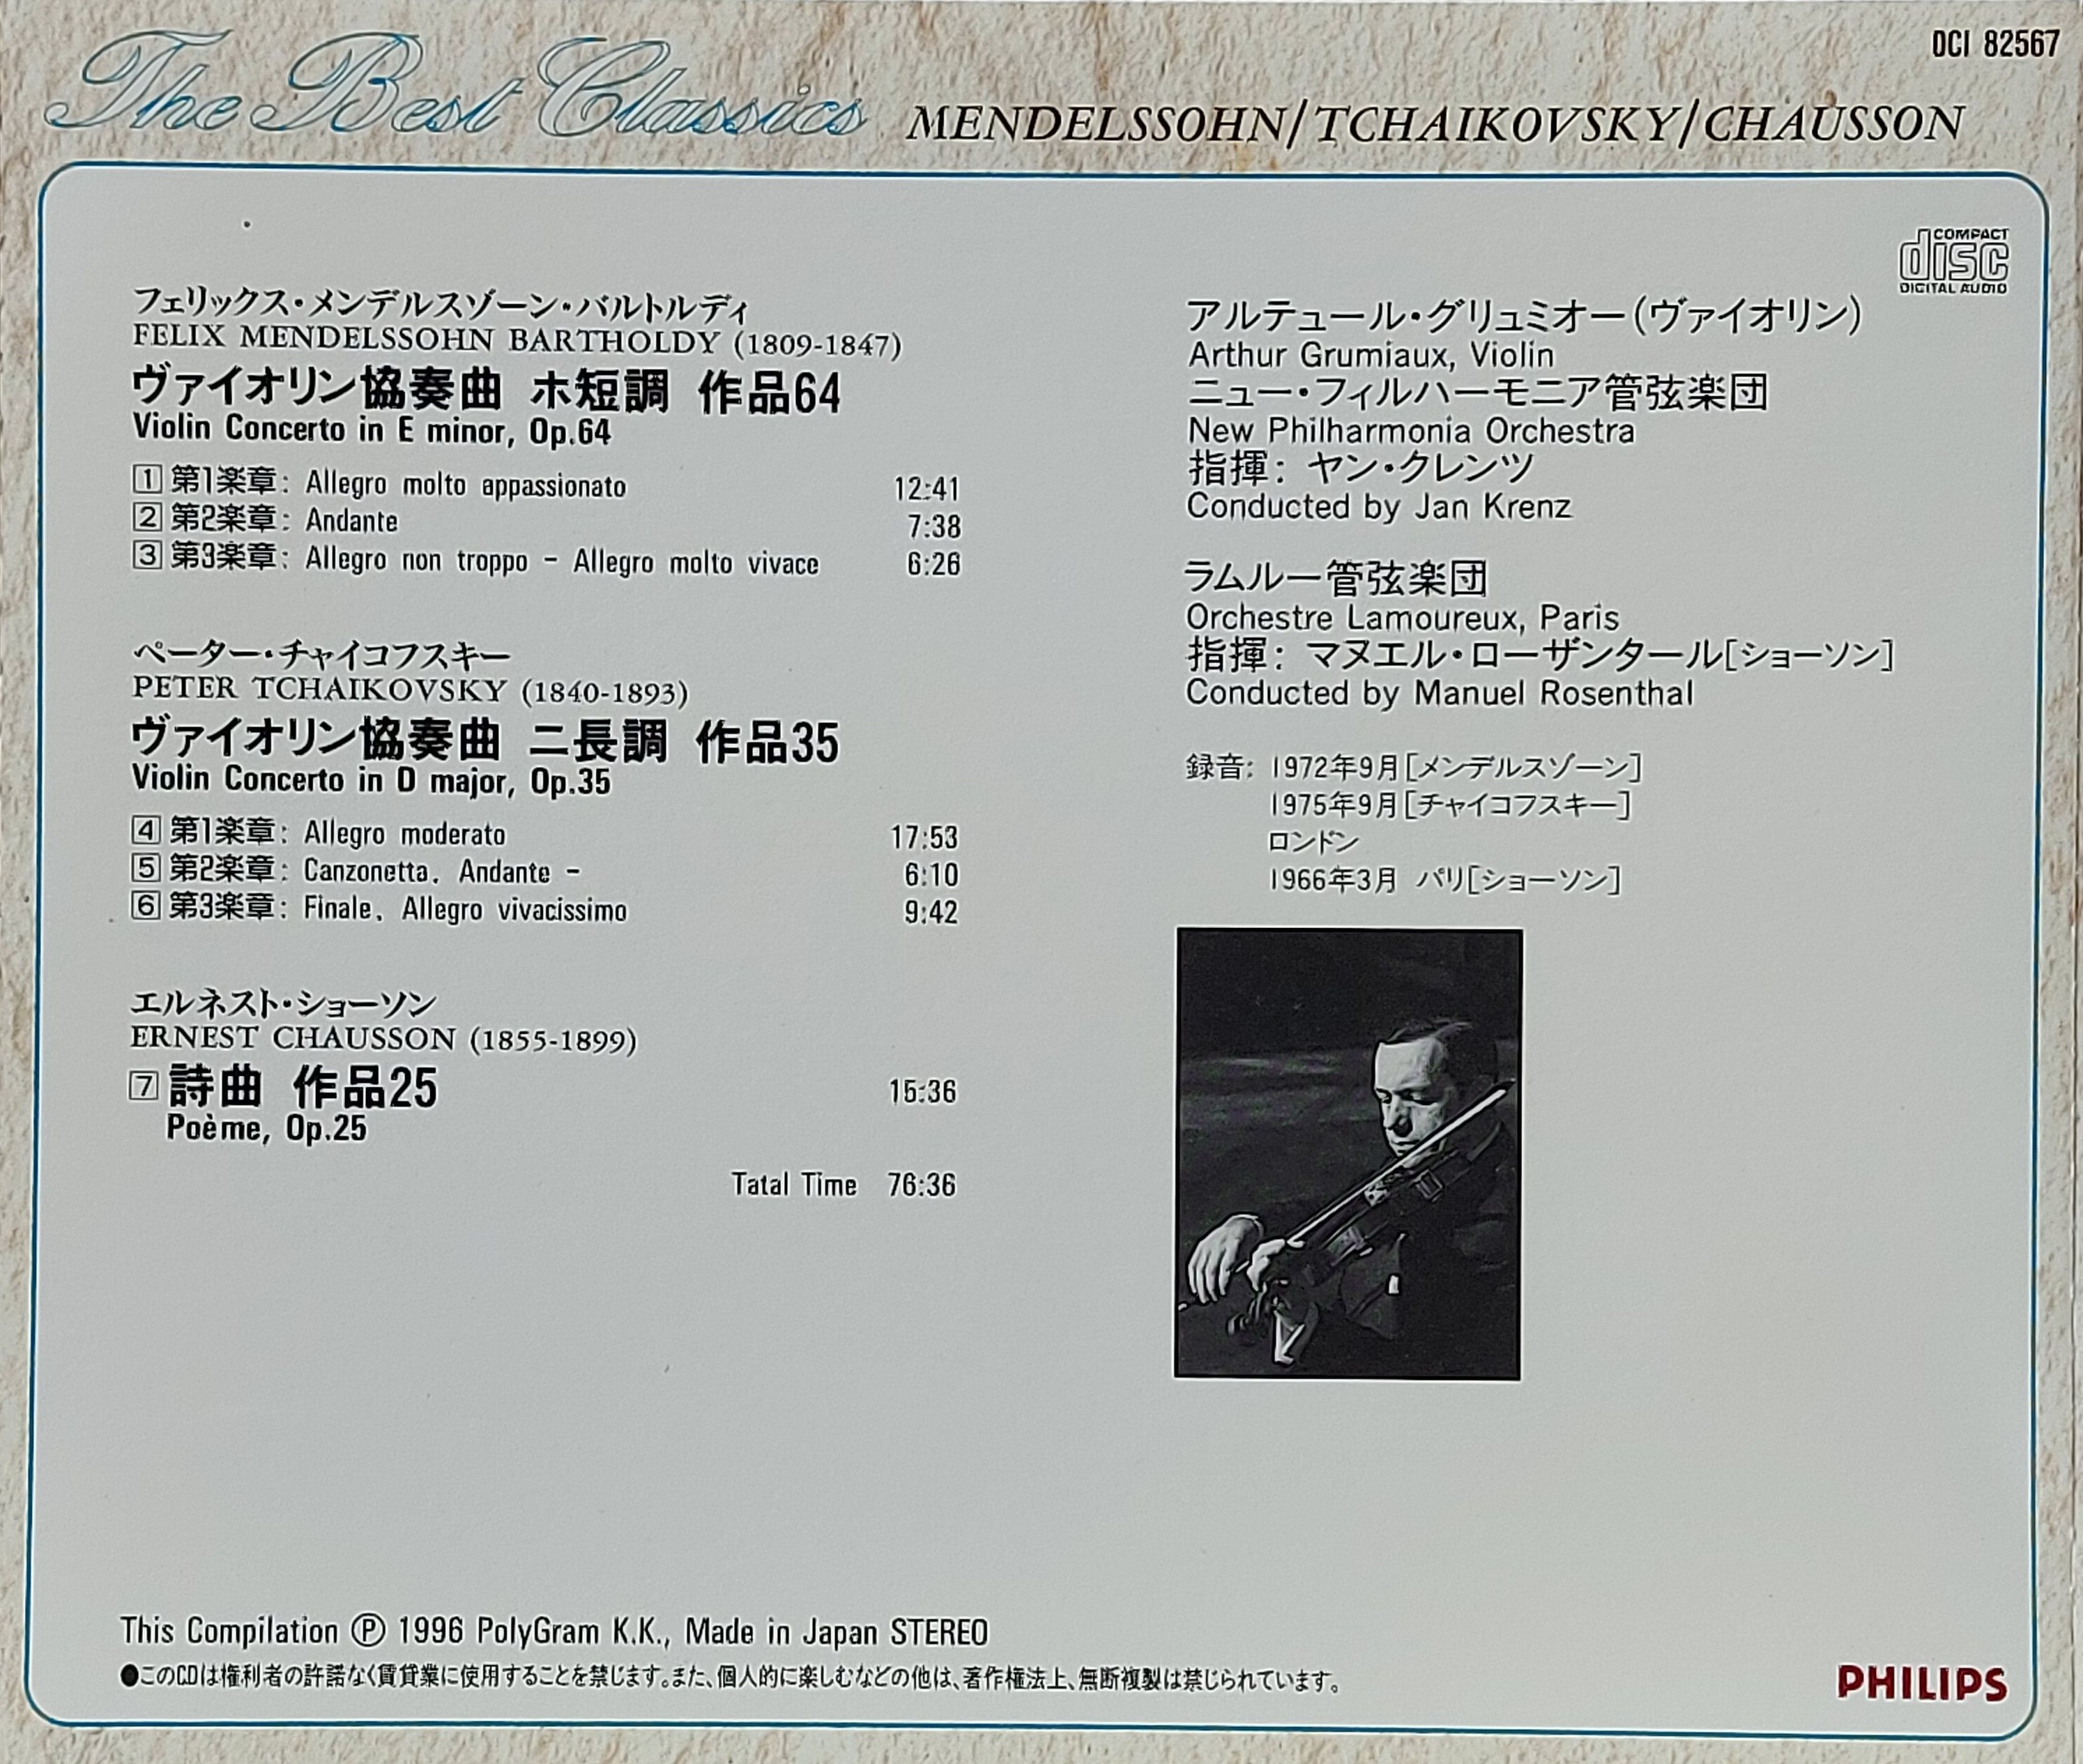 OCI 82567
The Best Classics MENDELSSOHN/TCHAIKOVSKY/CHAUSSON
COMPACT
disc
DIGITAL AUDIO
フェリックス・メンデルスゾーン・バルトルディ
FELIX MENDELSSOHN BARTHOLDY (1809-1847)
ヴァイオリン協奏曲 ホ短調 作品64
Violin Concerto in E minor, Op.64
1 第1楽章: Allegro molto appassionato 12:41
2 第2楽章: Andante 7:38
3 第3楽章: Allegro non troppo – Allegro molto vivace 6:26
ペーター・チャイコフスキー
PETER TCHAIKOVSKY (1840-1893)
ヴァイオリン協奏曲 ニ長調 作品35
Violin Concerto in D major, Op.35
4 第1楽章: Allegro moderato 17:53
5 第2楽章: Canzonetta. Andante – 6:10
6 第3楽章: Finale. Allegro vivacissimo 9:42
エルネスト・ショーソン
ERNEST CHAUSSON (1855-1899)
7 詩曲 作品25 15:36
Poème, Op.25
Tatal Time 76:36
アルテュール・グリュミオー(ヴァイオリン)
Arthur Grumiaux, Violin
ニュー・フィルハーモニア管弦楽団
New Philharmonia Orchestra
指揮: ヤン・クレンツ
Conducted by Jan Krenz
ラムルー管弦楽団
Orchestre Lamoureux, Paris
指揮: マヌエル・ローザンタール[ショーソン]
Conducted by Manuel Rosenthal
録音: 1972年9月[メンデルスゾーン]
1975年9月[チャイコフスキー]
ロンドン
1966年3月 パリ[ショーソン]
This Compilation Ⓟ 1996 PolyGram K.K., Made in Japan STEREO
●このCDは権利者の許諾なく賃貸業に使用することを禁じます。また、個人的に楽しむなどの他は、著作権法上、無断複製は禁じられています。
PHILIPS